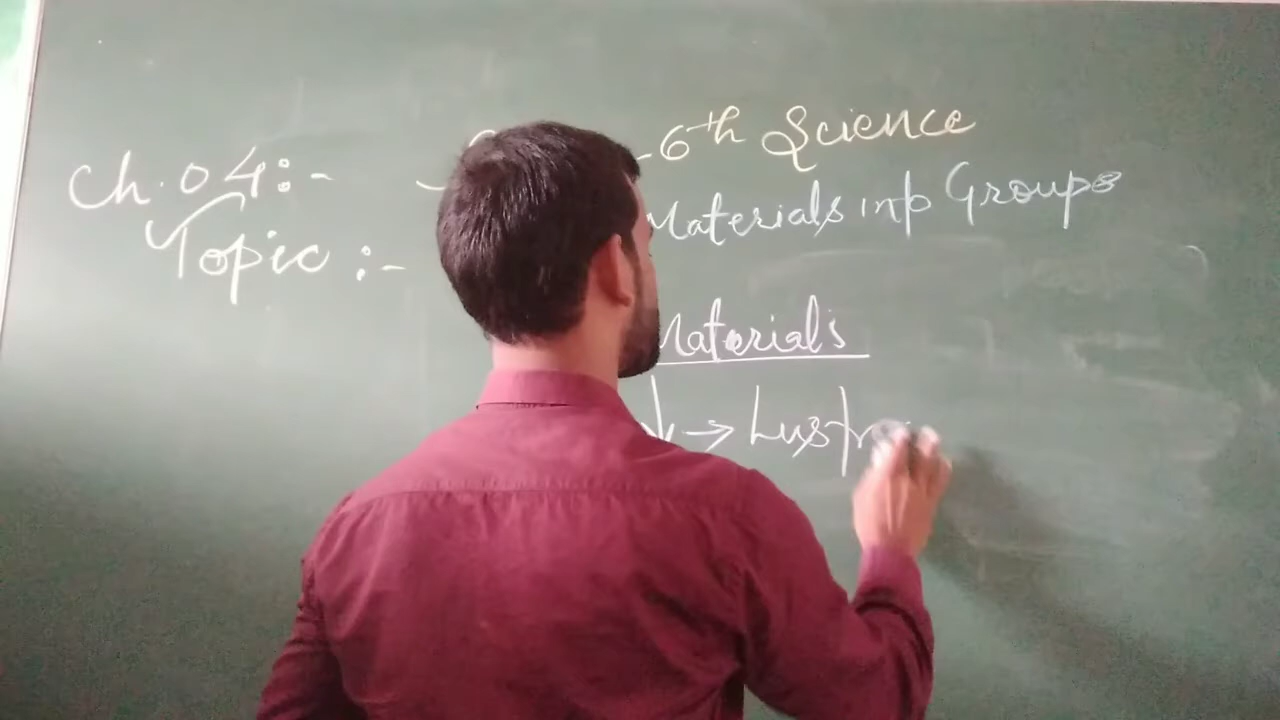 6th Science
Ch. 04:- Materials into Groups
Topic :-
Materials
→ Lustr